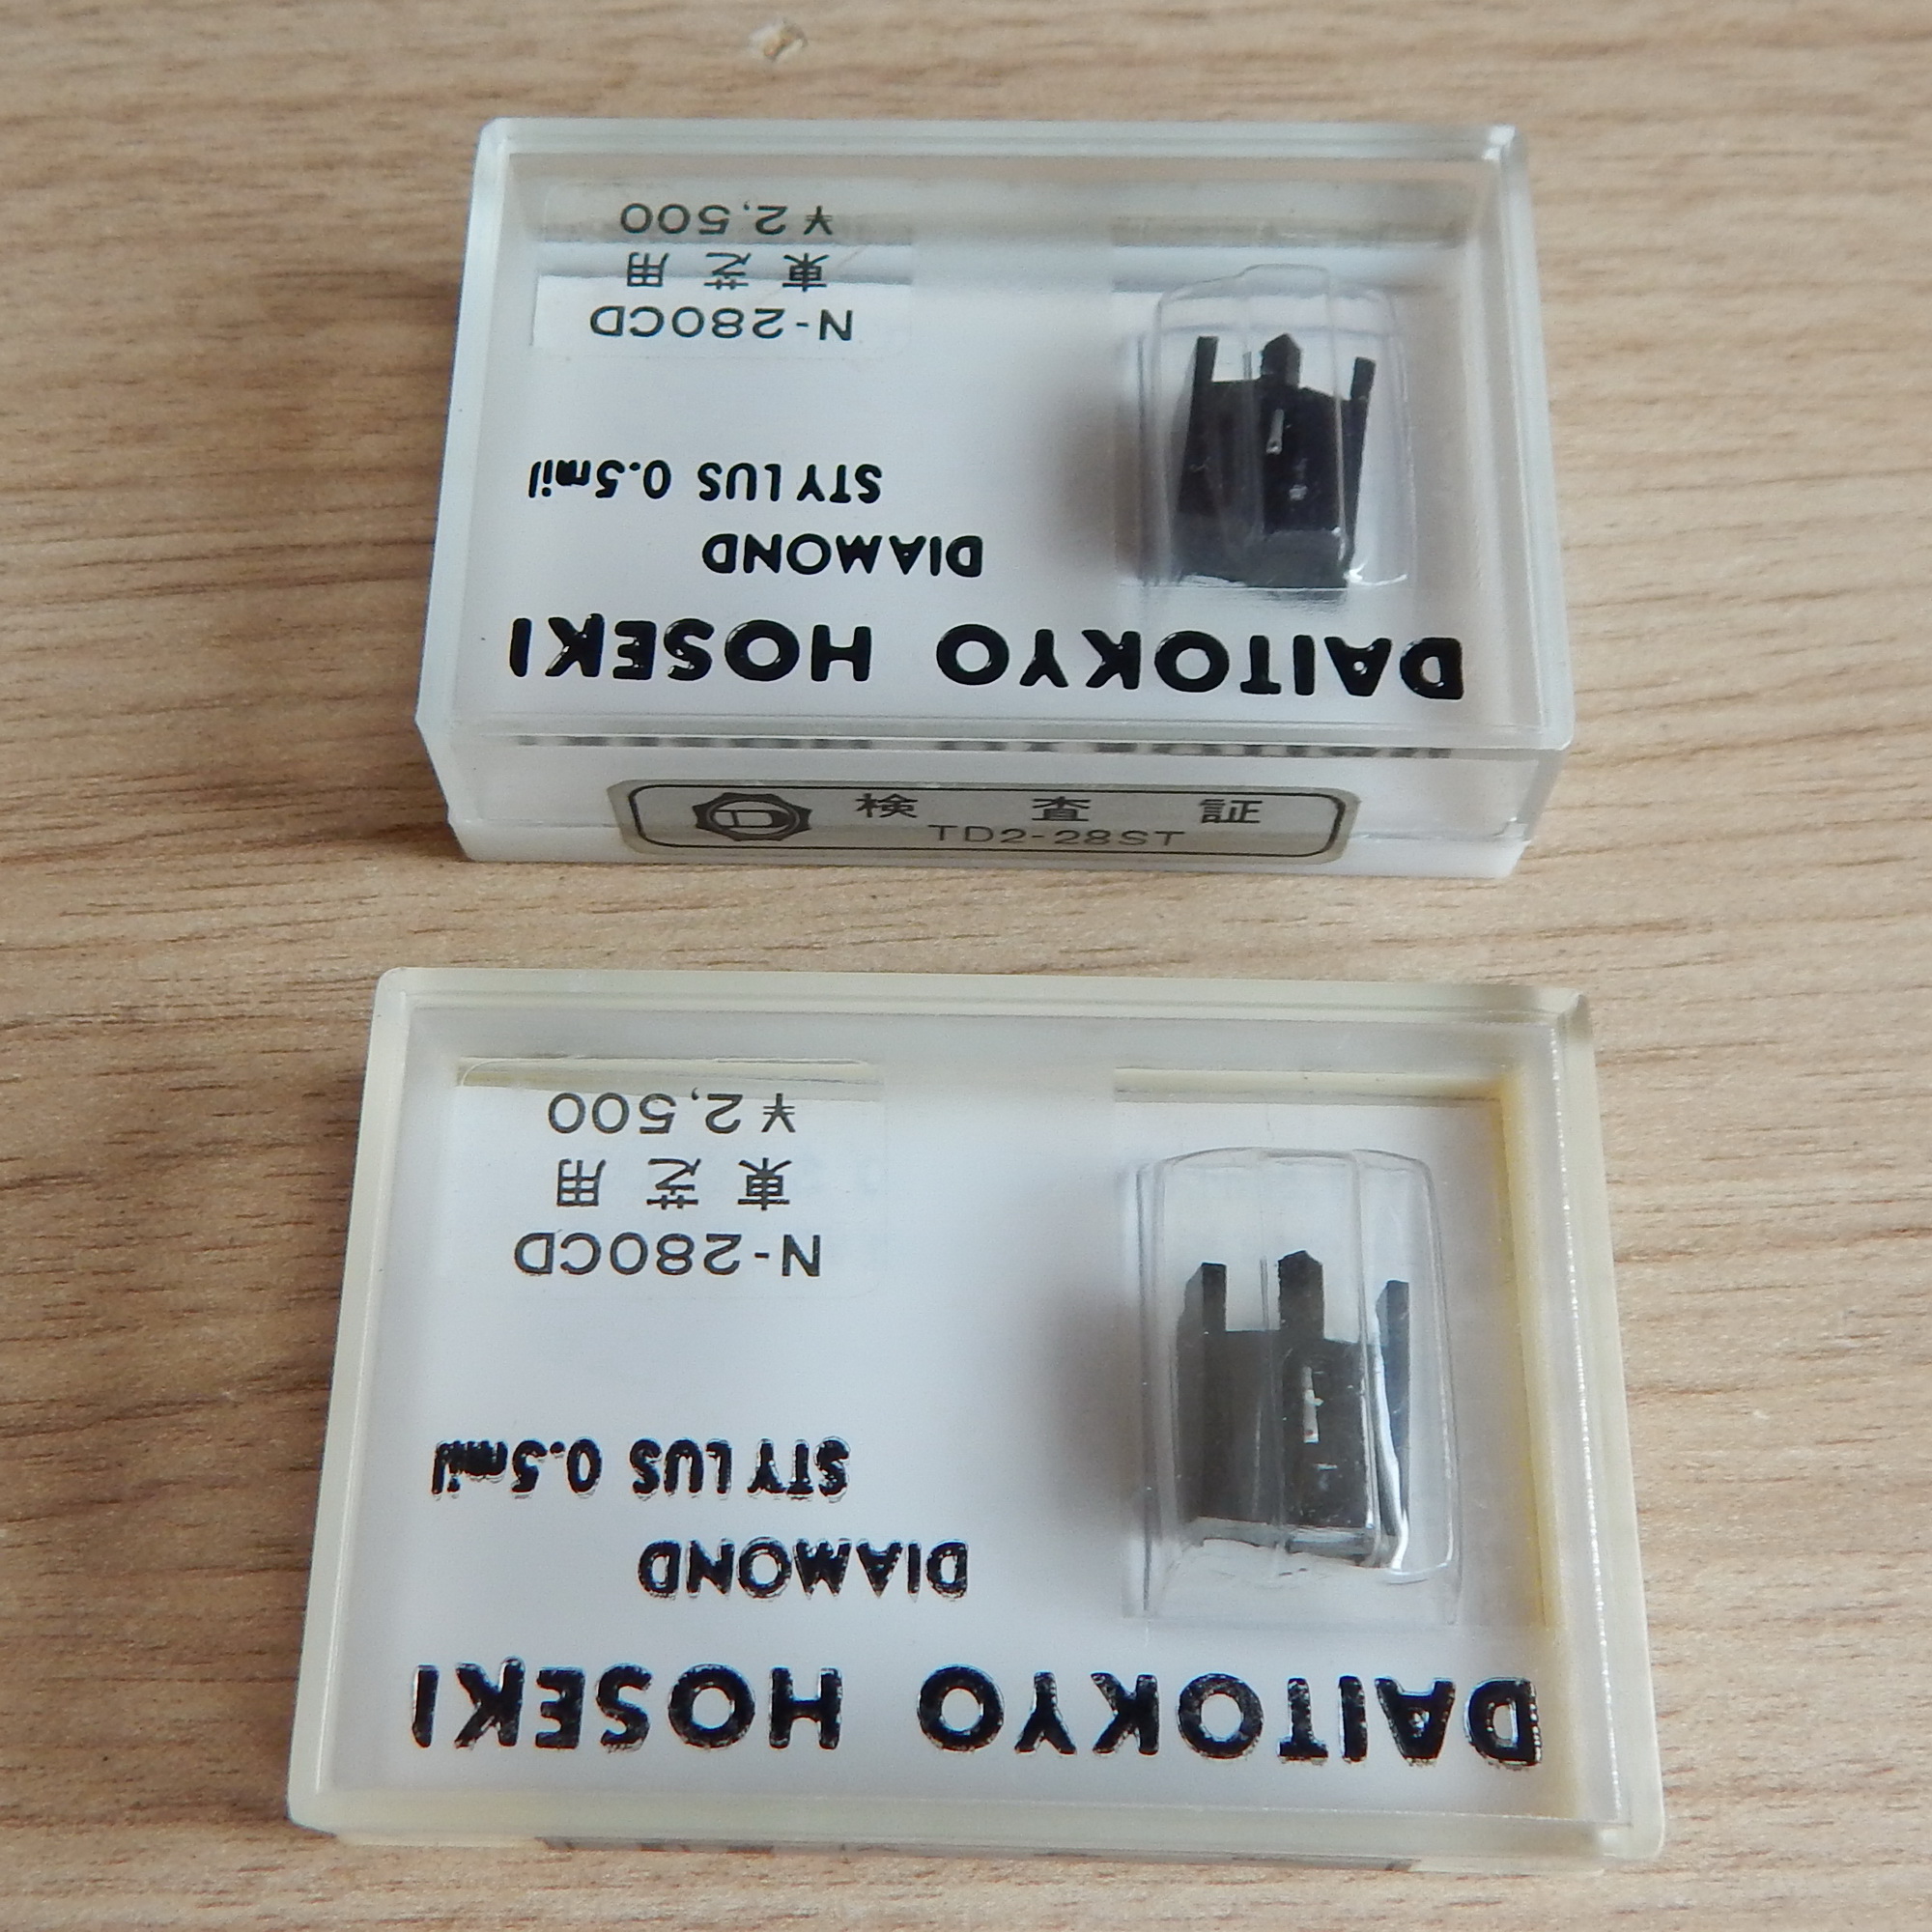 DAITOKYO HOSEKI
DIAMOND
STYLUS 0.5mil
N-280CD
東芝用
¥2,500
検査証
TD2-28ST
DAITOKYO HOSEKI
DIAMOND
STYLUS 0.5mil
N-280CD
東芝用
¥2,500